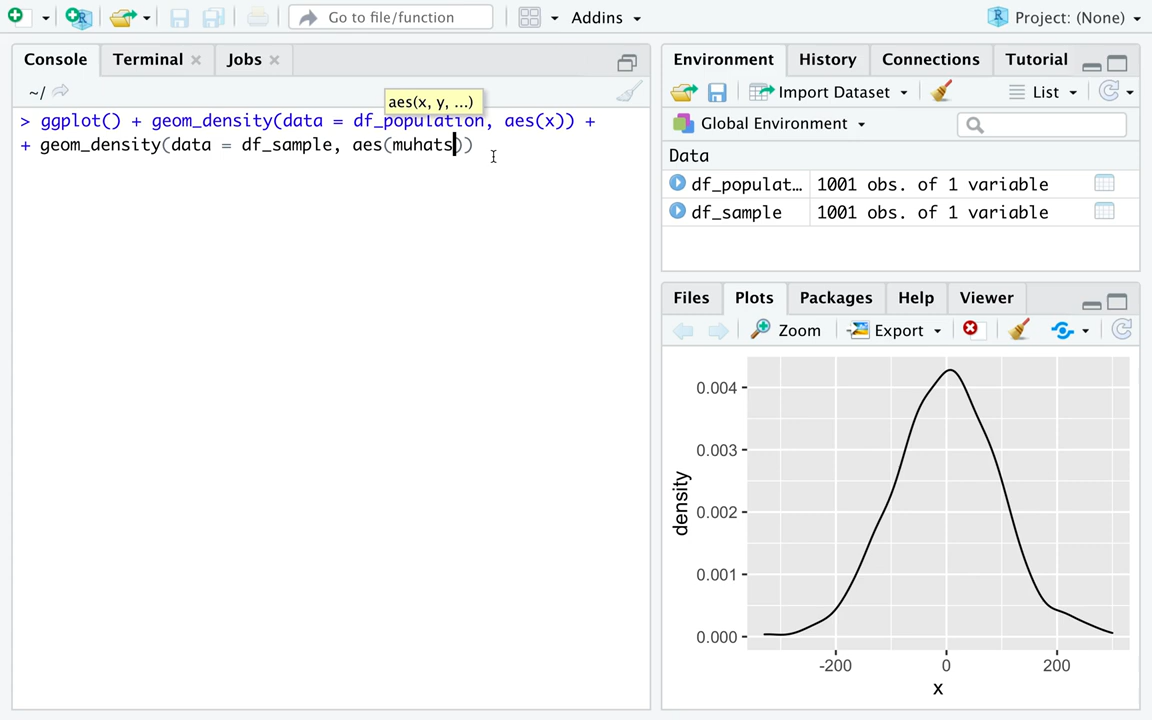 Go to file/function
Addins
Project: (None)
Console
Terminal
Jobs
~/
aes(x, y, ...)
> ggplot() + geom_density(data = df_population, aes(x)) +
+ geom_density(data = df_sample, aes(muhats))
Environment
History
Connections
Tutorial
Import Dataset
List
Global Environment
Data
df_populat… 1001 obs. of 1 variable
df_sample 1001 obs. of 1 variable
Files
Plots
Packages
Help
Viewer
Zoom
Export
0.004
0.003
0.002
0.001
0.000
density
-200 0 200
x